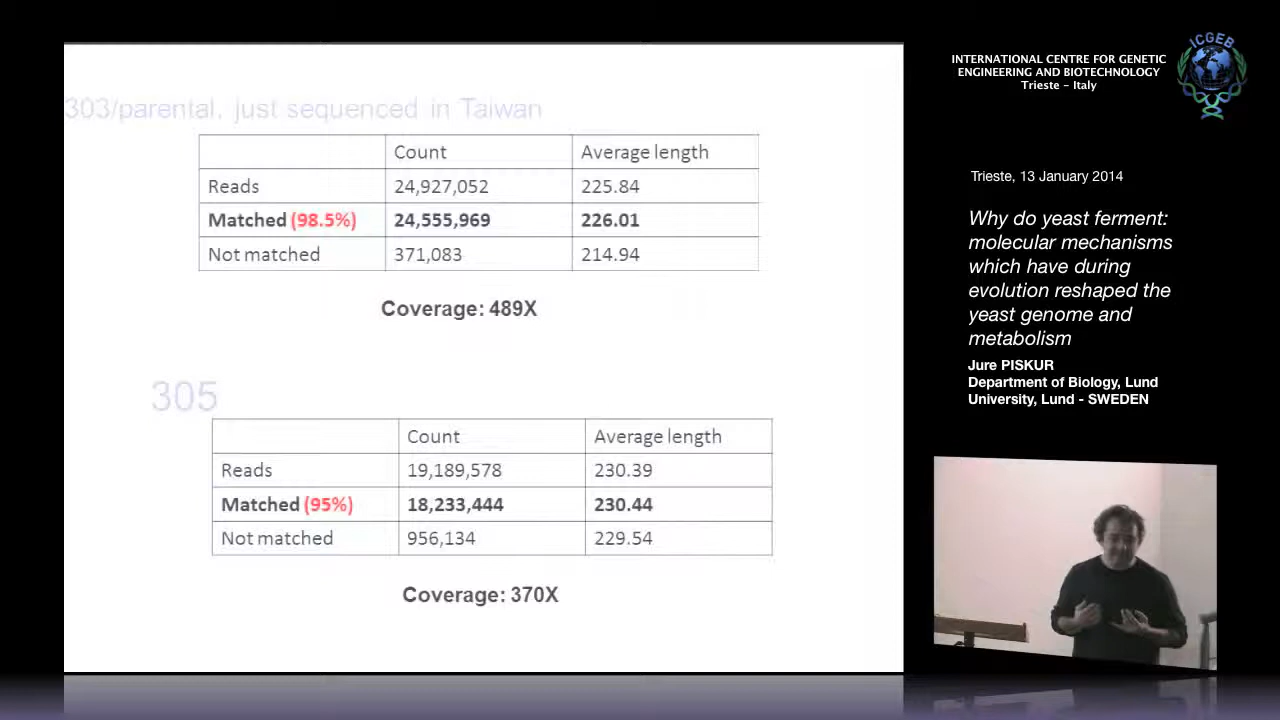 303/parental, just sequenced in Taiwan
Count Average length
Reads 24,927,052 225.84
Matched (98.5%) 24,555,969 226.01
Not matched 371,083 214.94
Coverage: 489X
305
Count Average length
Reads 19,189,578 230.39
Matched (95%) 18,233,444 230.44
Not matched 956,134 229.54
Coverage: 370X
INTERNATIONAL CENTRE FOR GENETIC
ENGINEERING AND BIOTECHNOLOGY
Trieste – Italy
ICGEB
Trieste, 13 January 2014
Why do yeast ferment:
molecular mechanisms
which have during
evolution reshaped the
yeast genome and
metabolism
Jure PISKUR
Department of Biology, Lund
University, Lund - SWEDEN